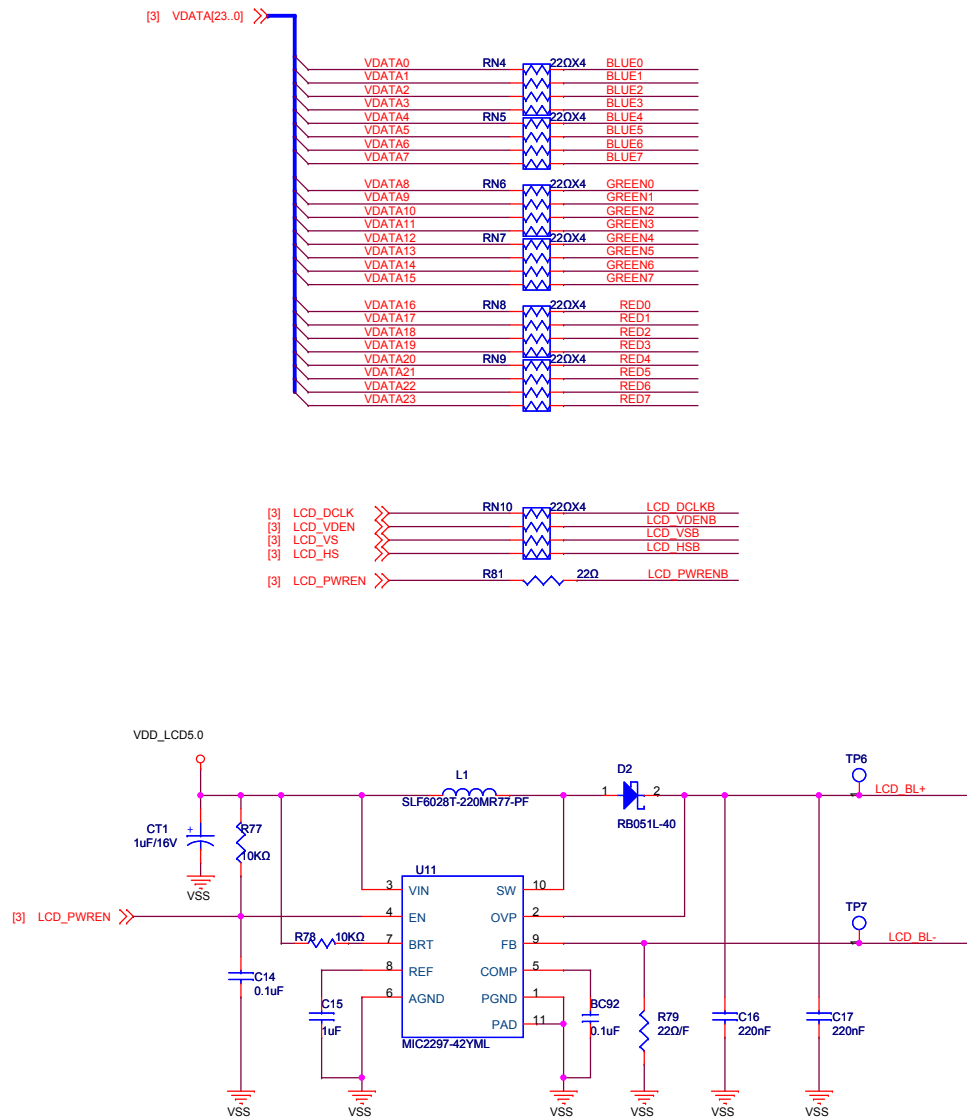 [3] VDATA[23..0]
VDATA0 RN4 22ΩX4 BLUE0
VDATA1 BLUE1
VDATA2 BLUE2
VDATA3 BLUE3
VDATA4 RN5 22ΩX4 BLUE4
VDATA5 BLUE5
VDATA6 BLUE6
VDATA7 BLUE7
VDATA8 RN6 22ΩX4 GREEN0
VDATA9 GREEN1
VDATA10 GREEN2
VDATA11 GREEN3
VDATA12 RN7 22ΩX4 GREEN4
VDATA13 GREEN5
VDATA14 GREEN6
VDATA15 GREEN7
VDATA16 RN8 22ΩX4 RED0
VDATA17 RED1
VDATA18 RED2
VDATA19 RED3
VDATA20 RN9 22ΩX4 RED4
VDATA21 RED5
VDATA22 RED6
VDATA23 RED7
[3] LCD_DCLK RN10 22ΩX4 LCD_DCLKB
[3] LCD_VDEN LCD_VDENB
[3] LCD_VS LCD_VSB
[3] LCD_HS LCD_HSB
[3] LCD_PWREN R81 22Ω LCD_PWRENB
VDD_LCD5.0
L1
SLF6028T-220MR77-PF
D2
1 2
RB051L-40
TP6
LCD_BL+
CT1
1uF/16V
+
R77
10KΩ
VSS
U11
3 VIN SW 10
[3] LCD_PWREN 4 EN OVP 2
TP7
R78 10KΩ 7 BRT FB 9 LCD_BL-
8 REF COMP 5
6 AGND PGND 1
PAD 11
MIC2297-42YML
C14
0.1uF
C15
1uF
BC92
0.1uF
R79
22Ω/F
C16
220nF
C17
220nF
VSS VSS VSS VSS VSS VSS